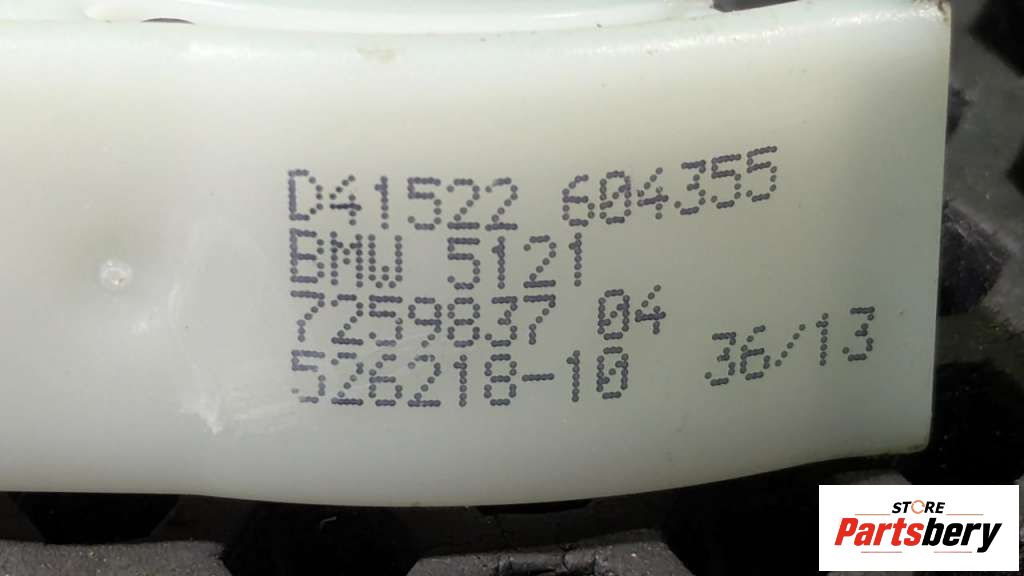 D41522 604355
BMW 5121
7259837 04
526218-10 36/13
STORE
Partsbery